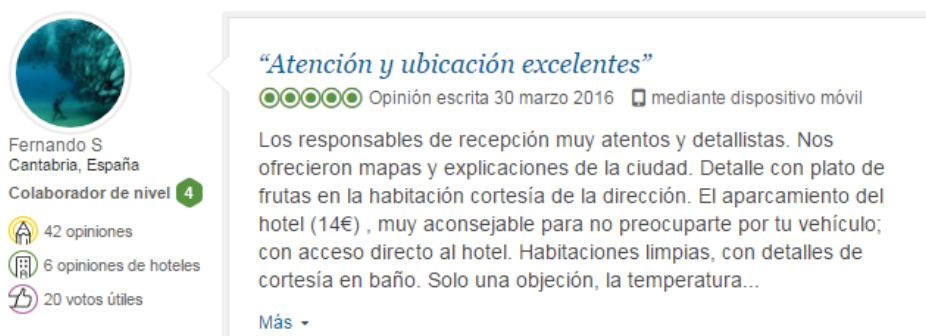 Fernando S
Cantabria, España
Colaborador de nivel 4
42 opiniones
6 opiniones de hoteles
20 votos útiles
“Atención y ubicación excelentes”
Opinión escrita 30 marzo 2016 mediante dispositivo móvil
Los responsables de recepción muy atentos y detallistas. Nos
ofrecieron mapas y explicaciones de la ciudad. Detalle con plato de
frutas en la habitación cortesía de la dirección. El aparcamiento del
hotel (14€) , muy aconsejable para no preocuparte por tu vehículo;
con acceso directo al hotel. Habitaciones limpias, con detalles de
cortesía en baño. Solo una objeción, la temperatura...
Más